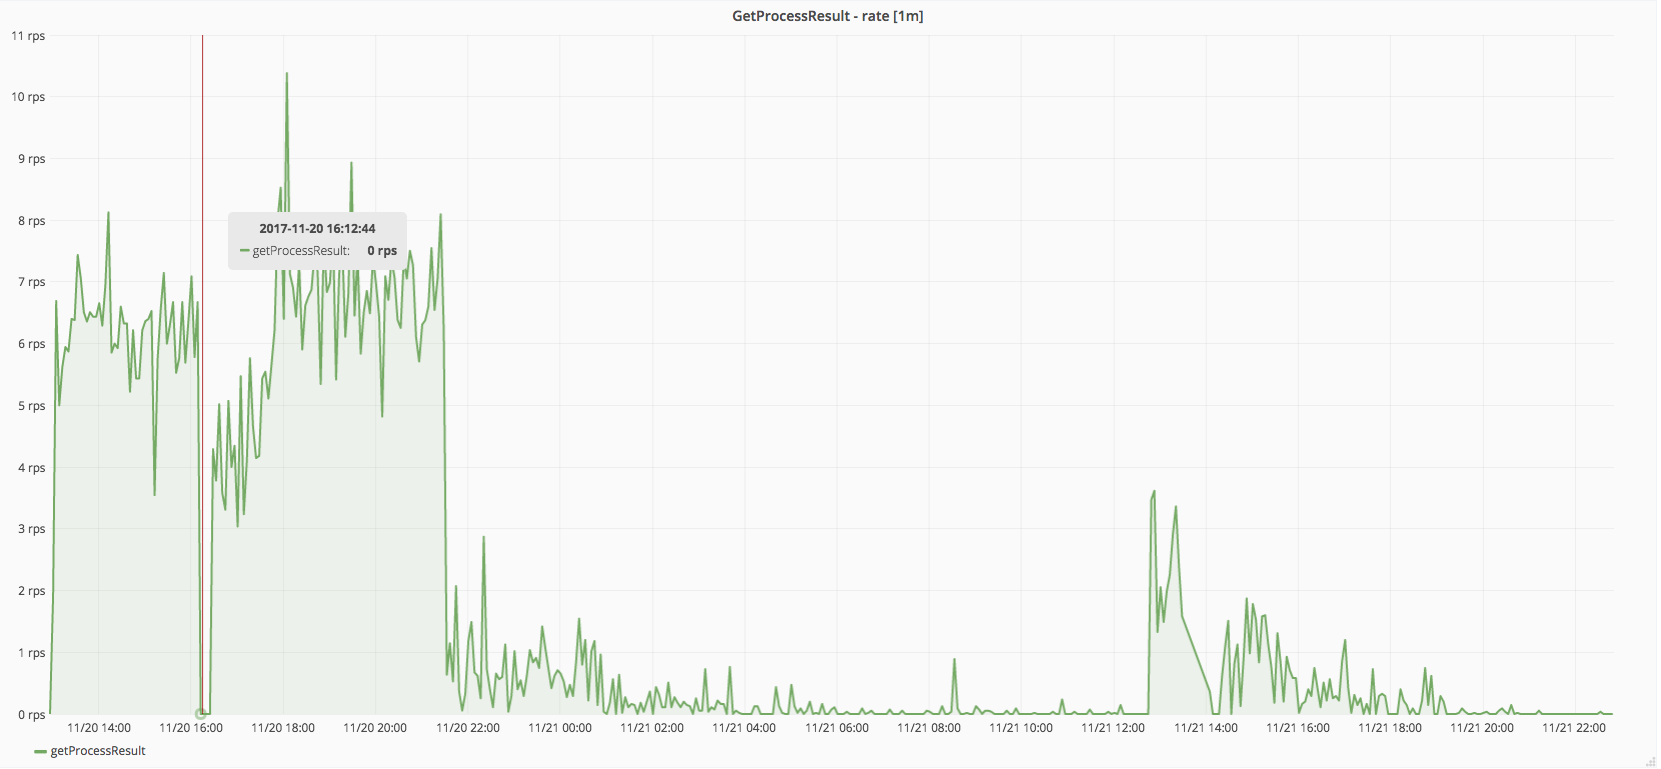 GetProcessResult - rate [1m]
11 rps
10 rps
9 rps
8 rps
7 rps
6 rps
5 rps
4 rps
3 rps
2 rps
1 rps
0 rps
2017-11-20 16:12:44
getProcessResult: 0 rps
11/20 14:00 11/20 16:00 11/20 18:00 11/20 20:00 11/20 22:00 11/21 00:00 11/21 02:00 11/21 04:00 11/21 06:00 11/21 08:00 11/21 10:00 11/21 12:00 11/21 14:00 11/21 16:00 11/21 18:00 11/21 20:00 11/21 22:00
getProcessResult